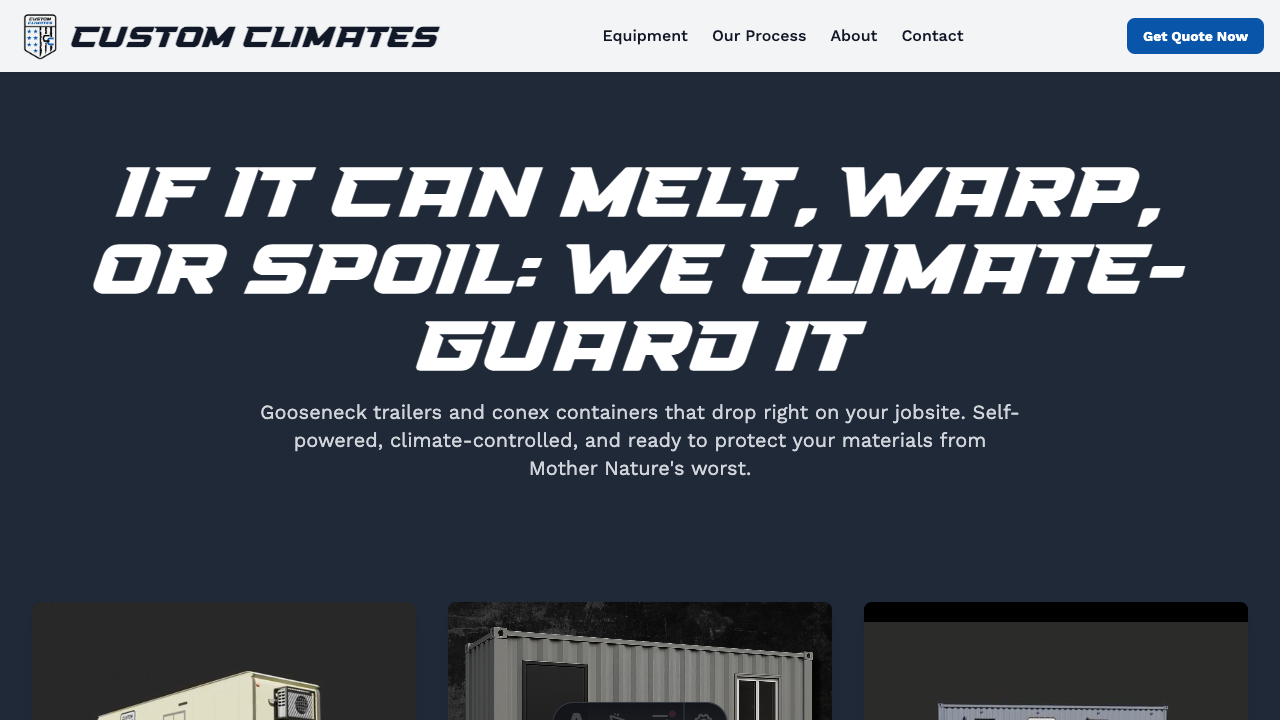 CUSTOM CLIMATES
CUSTOM CLIMATES
Equipment
Our Process
About
Contact
Get Quote Now
IF IT CAN MELT, WARP,
OR SPOIL: WE CLIMATE-
GUARD IT
Gooseneck trailers and conex containers that drop right on your jobsite. Self-
powered, climate-controlled, and ready to protect your materials from
Mother Nature's worst.